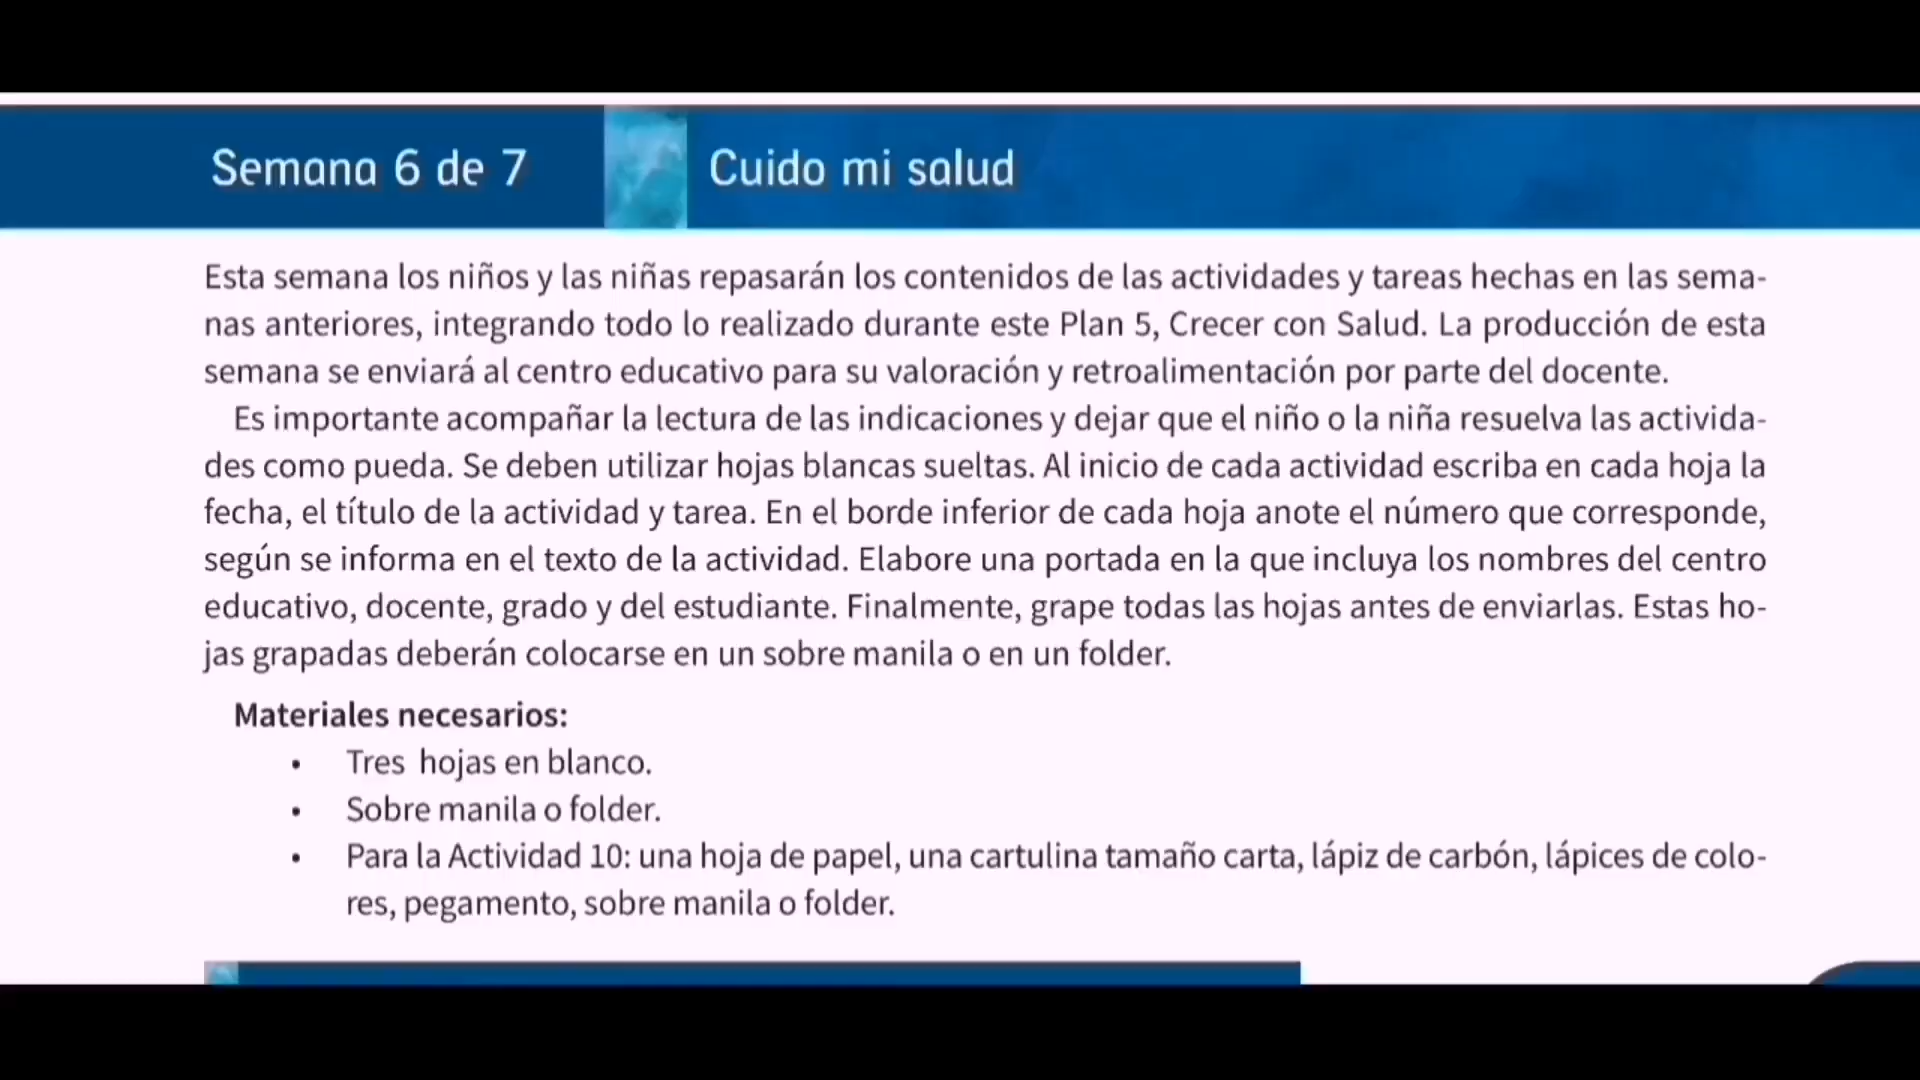 Semana 6 de 7
Cuido mi salud
Esta semana los niños y las niñas repasarán los contenidos de las actividades y tareas hechas en las sema-
nas anteriores, integrando todo lo realizado durante este Plan 5, Crecer con Salud. La producción de esta
semana se enviará al centro educativo para su valoración y retroalimentación por parte del docente.
Es importante acompañar la lectura de las indicaciones y dejar que el niño o la niña resuelva las activida-
des como pueda. Se deben utilizar hojas blancas sueltas. Al inicio de cada actividad escriba en cada hoja la
fecha, el título de la actividad y tarea. En el borde inferior de cada hoja anote el número que corresponde,
según se informa en el texto de la actividad. Elabore una portada en la que incluya los nombres del centro
educativo, docente, grado y del estudiante. Finalmente, grape todas las hojas antes de enviarlas. Estas ho-
jas grapadas deberán colocarse en un sobre manila o en un folder.
Materiales necesarios:
• Tres hojas en blanco.
• Sobre manila o folder.
• Para la Actividad 10: una hoja de papel, una cartulina tamaño carta, lápiz de carbón, lápices de colo-
res, pegamento, sobre manila o folder.